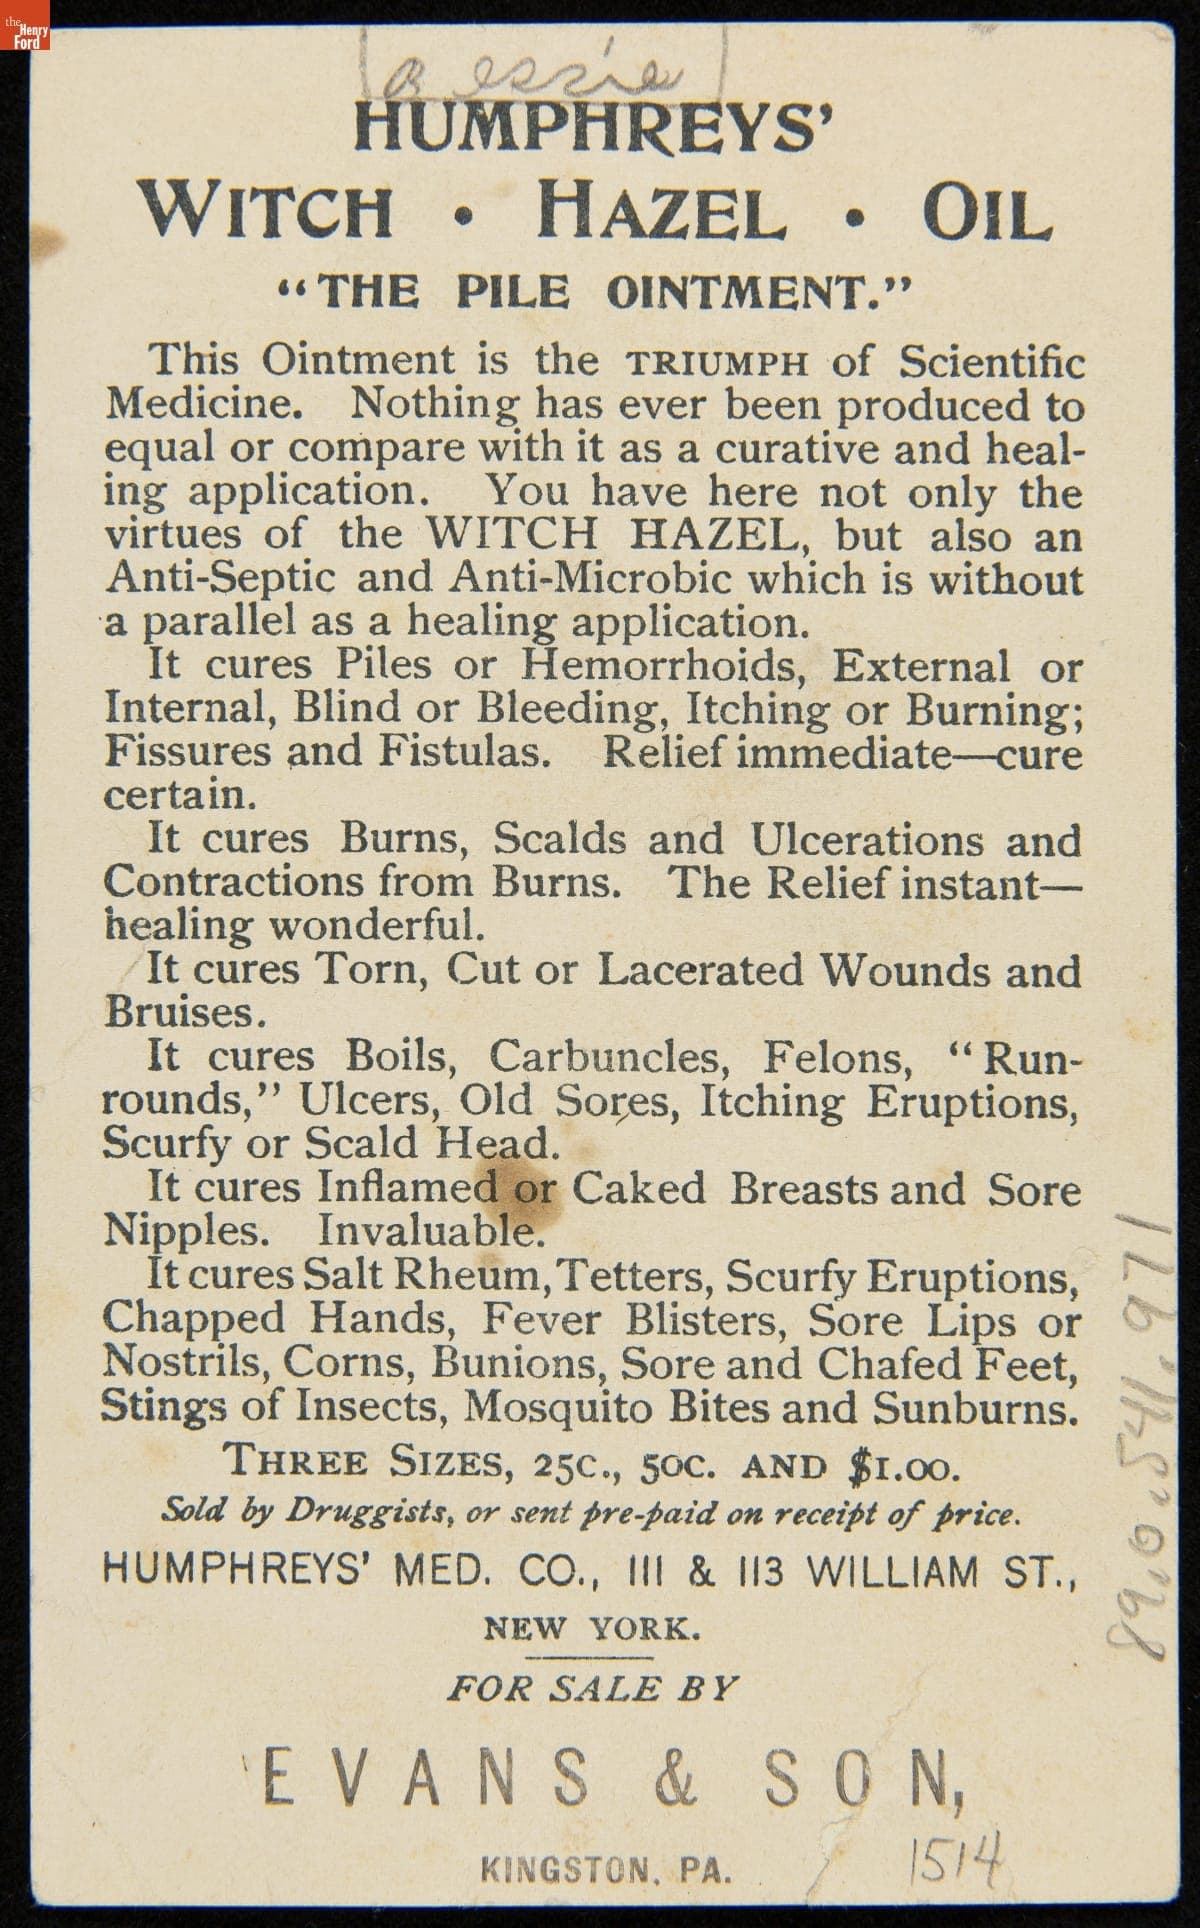 the
Henry
Ford
Bessie
HUMPHREYS'
WITCH • HAZEL • OIL
"THE PILE OINTMENT."
This Ointment is the TRIUMPH of Scientific
Medicine. Nothing has ever been produced to
equal or compare with it as a curative and heal-
ing application. You have here not only the
virtues of the WITCH HAZEL, but also an
Anti-Septic and Anti-Microbic which is without
a parallel as a healing application.
It cures Piles or Hemorrhoids, External or
Internal, Blind or Bleeding, Itching or Burning;
Fissures and Fistulas. Relief immediate—cure
certain.
It cures Burns, Scalds and Ulcerations and
Contractions from Burns. The Relief instant—
healing wonderful.
It cures Torn, Cut or Lacerated Wounds and
Bruises.
It cures Boils, Carbuncles, Felons, "Run-
rounds," Ulcers, Old Sores, Itching Eruptions,
Scurfy or Scald Head.
It cures Inflamed or Caked Breasts and Sore
Nipples. Invaluable.
It cures Salt Rheum, Tetters, Scurfy Eruptions,
Chapped Hands, Fever Blisters, Sore Lips or
Nostrils, Corns, Bunions, Sore and Chafed Feet,
Stings of Insects, Mosquito Bites and Sunburns.
THREE SIZES, 25C., 50C. AND $1.00.
Sold by Druggists, or sent pre-paid on receipt of price.
HUMPHREYS' MED. CO., 111 & 113 WILLIAM ST.,
NEW YORK.
FOR SALE BY
EVANS & SON,
KINGSTON, PA.
1514
89.0.541.971